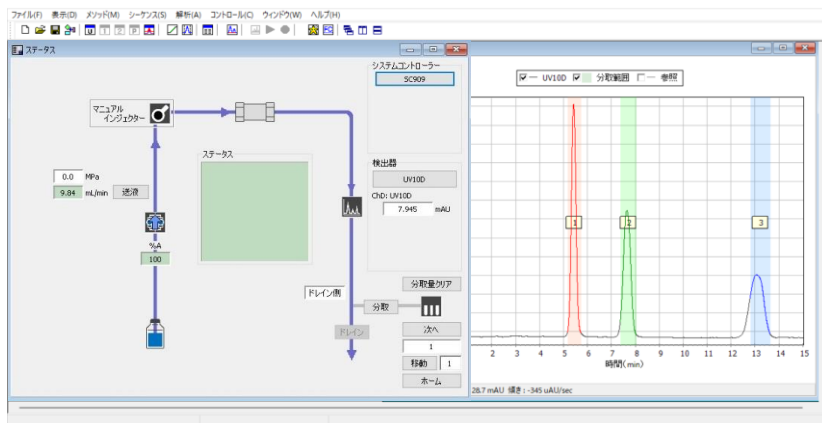 ファイル(F) 表示(D) メソッド(M) シーケンス(S) 解析(A) コントロール(C) ウィンドウ(W) ヘルプ(H)
ステータス
システムコントローラー
SC909
マニュアル
インジェクター
ステータス
0.0 MPa
9.84 mL/min 送液
%A
100
検出器
UV10D
ChD: UV10D
7.945 mAU
分取量クリア
ドレイン側
分取
ドレイン
次へ
1
移動 1
ホーム
UV10D 分取範囲 参照
1 2 3
2 3 4 5 6 7 8 9 10 11 12 13 14 15
時間(min)
28.7 mAU 傾き: -345 uAU/sec